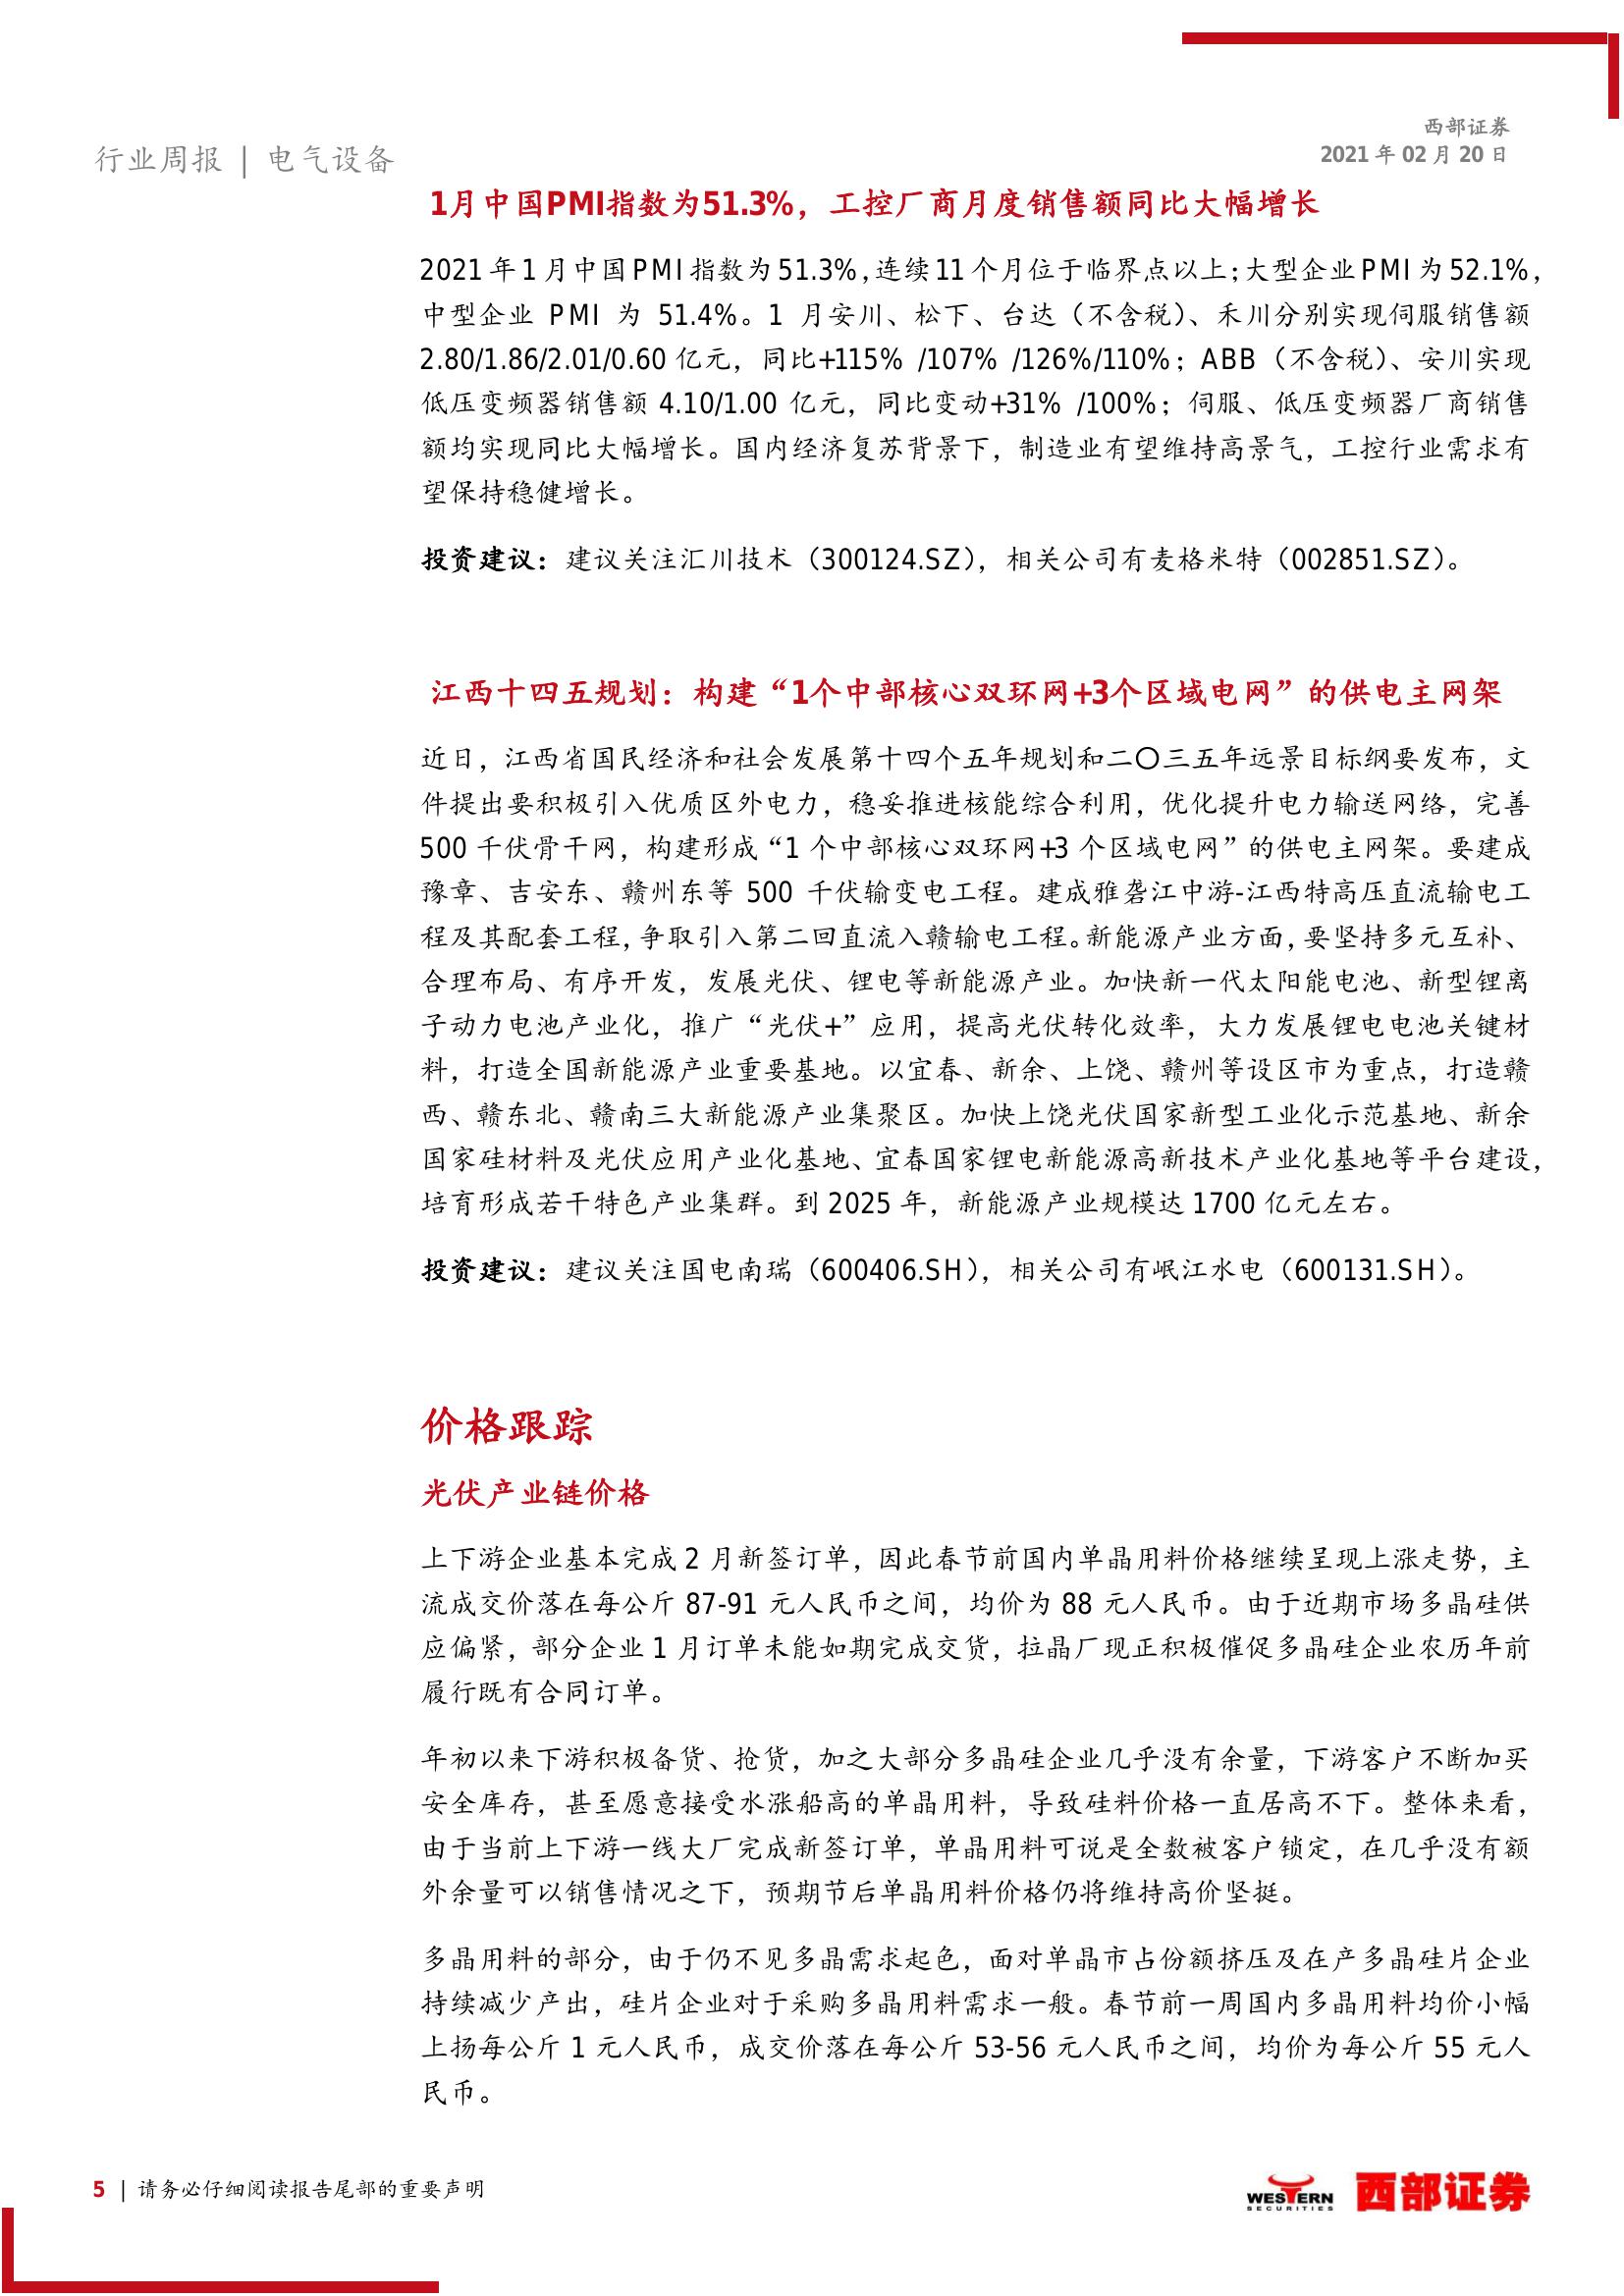 西部证券
行业周报 | 电气设备
2021 年 02 月 20 日
1月中国PMI指数为51.3%，工控厂商月度销售额同比大幅增长
2021 年 1 月中国 PMI 指数为 51.3%，连续 11 个月位于临界点以上；大型企业 PMI 为 52.1%，
中型企业 PMI 为 51.4%。1 月安川、松下、台达（不含税）、禾川分别实现伺服销售额
2.80/1.86/2.01/0.60 亿元，同比+115% /107% /126%/110%；ABB（不含税）、安川实现
低压变频器销售额 4.10/1.00 亿元，同比变动+31% /100%；伺服、低压变频器厂商销售
额均实现同比大幅增长。国内经济复苏背景下，制造业有望维持高景气，工控行业需求有
望保持稳健增长。
投资建议：建议关注汇川技术（300124.SZ），相关公司有麦格米特（002851.SZ）。
江西十四五规划：构建“1个中部核心双环网+3个区域电网”的供电主网架
近日，江西省国民经济和社会发展第十四个五年规划和二〇三五年远景目标纲要发布，文
件提出要积极引入优质区外电力，稳妥推进核能综合利用，优化提升电力输送网络，完善
500 千伏骨干网，构建形成“1 个中部核心双环网+3 个区域电网”的供电主网架。要建成
豫章、吉安东、赣州东等 500 千伏输变电工程。建成雅砻江中游-江西特高压直流输电工
程及其配套工程，争取引入第二回直流入赣输电工程。新能源产业方面，要坚持多元互补、
合理布局、有序开发，发展光伏、锂电等新能源产业。加快新一代太阳能电池、新型锂离
子动力电池产业化，推广“光伏+”应用，提高光伏转化效率，大力发展锂电电池关键材
料，打造全国新能源产业重要基地。以宜春、新余、上饶、赣州等设区市为重点，打造赣
西、赣东北、赣南三大新能源产业集聚区。加快上饶光伏国家新型工业化示范基地、新余
国家硅材料及光伏应用产业化基地、宜春国家锂电新能源高新技术产业化基地等平台建设，
培育形成若干特色产业集群。到 2025 年，新能源产业规模达 1700 亿元左右。
投资建议：建议关注国电南瑞（600406.SH），相关公司有岷江水电（600131.SH）。
价格跟踪
光伏产业链价格
上下游企业基本完成 2 月新签订单，因此春节前国内单晶用料价格继续呈现上涨走势，主
流成交价落在每公斤 87-91 元人民币之间，均价为 88 元人民币。由于近期市场多晶硅供
应偏紧，部分企业 1 月订单未能如期完成交货，拉晶厂现正积极催促多晶硅企业农历年前
履行既有合同订单。
年初以来下游积极备货、抢货，加之大部分多晶硅企业几乎没有余量，下游客户不断加买
安全库存，甚至愿意接受水涨船高的单晶用料，导致硅料价格一直居高不下。整体来看，
由于当前上下游一线大厂完成新签订单，单晶用料可说是全数被客户锁定，在几乎没有额
外余量可以销售情况之下，预期节后单晶用料价格仍将维持高价坚挺。
多晶用料的部分，由于仍不见多晶需求起色，面对单晶市占份额挤压及在产多晶硅片企业
持续减少产出，硅片企业对于采购多晶用料需求一般。春节前一周国内多晶用料均价小幅
上扬每公斤 1 元人民币，成交价落在每公斤 53-56 元人民币之间，均价为每公斤 55 元人
民币。
5 | 请务必仔细阅读报告尾部的重要声明
WESTERN
SECURITIES
西部证券